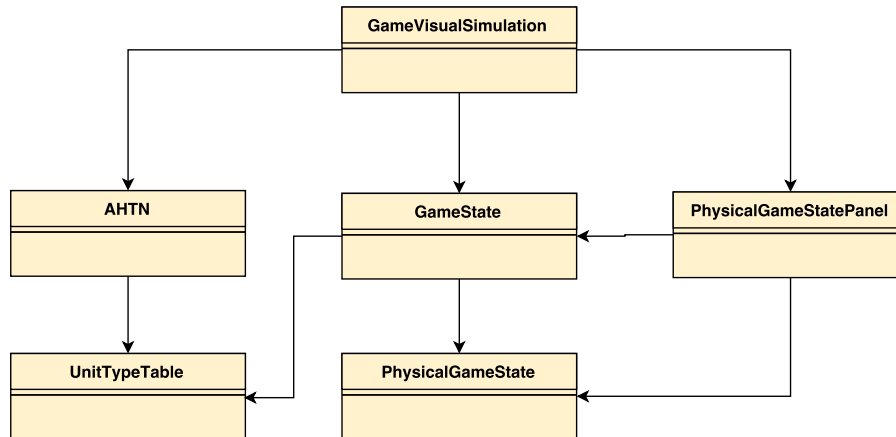 GameVisualSimulation
AHTN
GameState
PhysicalGameStatePanel
UnitTypeTable
PhysicalGameState